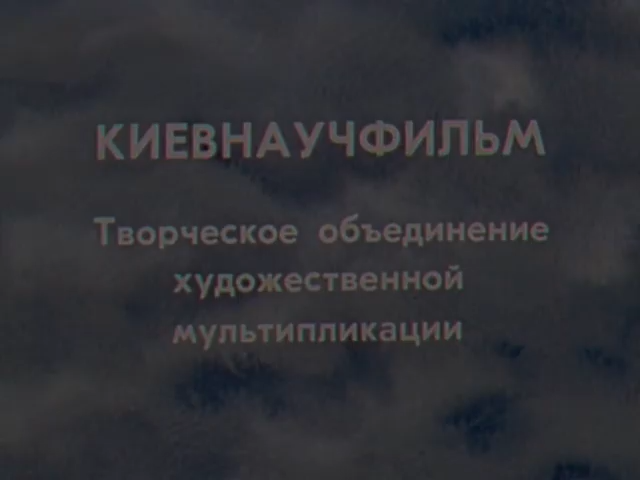 КИЕВНАУЧФИЛЬМ
Творческое объединение
художественной
мультипликации